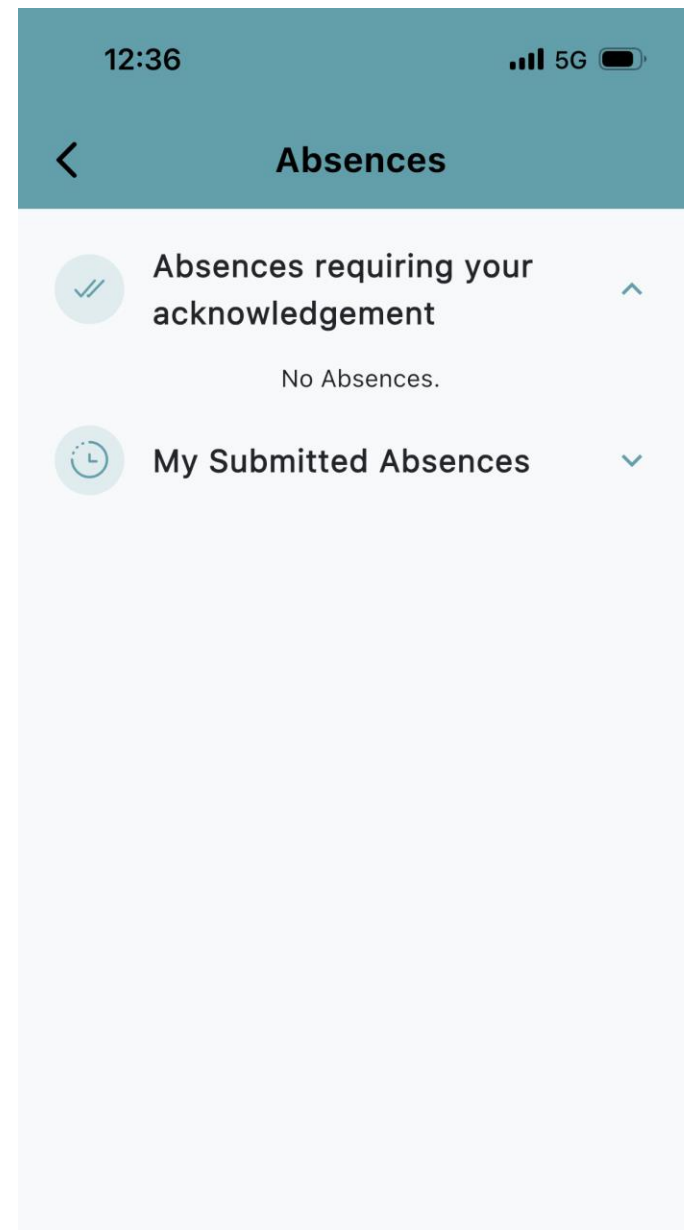 12:36 5G
Absences
Absences requiring your
acknowledgement
No Absences.
My Submitted Absences